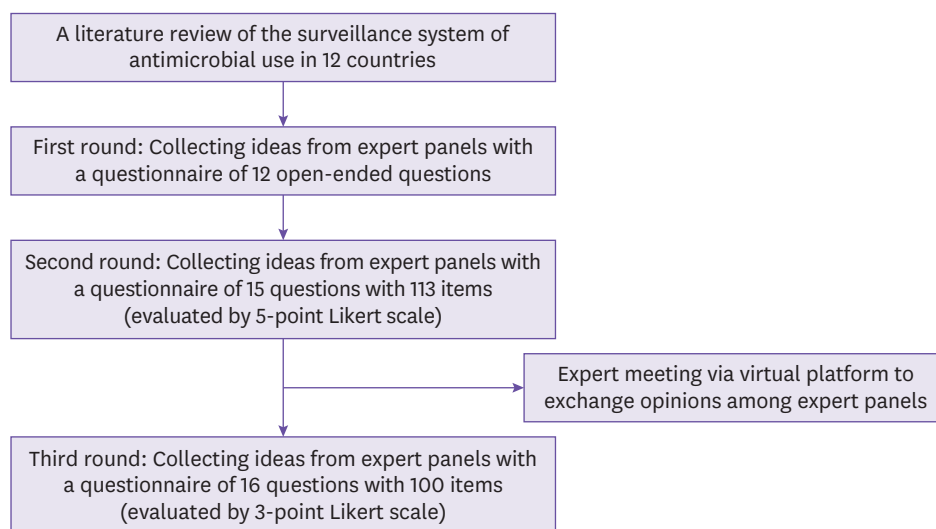 A literature review of the surveillance system of
antimicrobial use in 12 countries
First round: Collecting ideas from expert panels with
a questionnaire of 12 open-ended questions
Second round: Collecting ideas from expert panels with
a questionnaire of 15 questions with 113 items
(evaluated by 5-point Likert scale)
Expert meeting via virtual platform to
exchange opinions among expert panels
Third round: Collecting ideas from expert panels with
a questionnaire of 16 questions with 100 items
(evaluated by 3-point Likert scale)